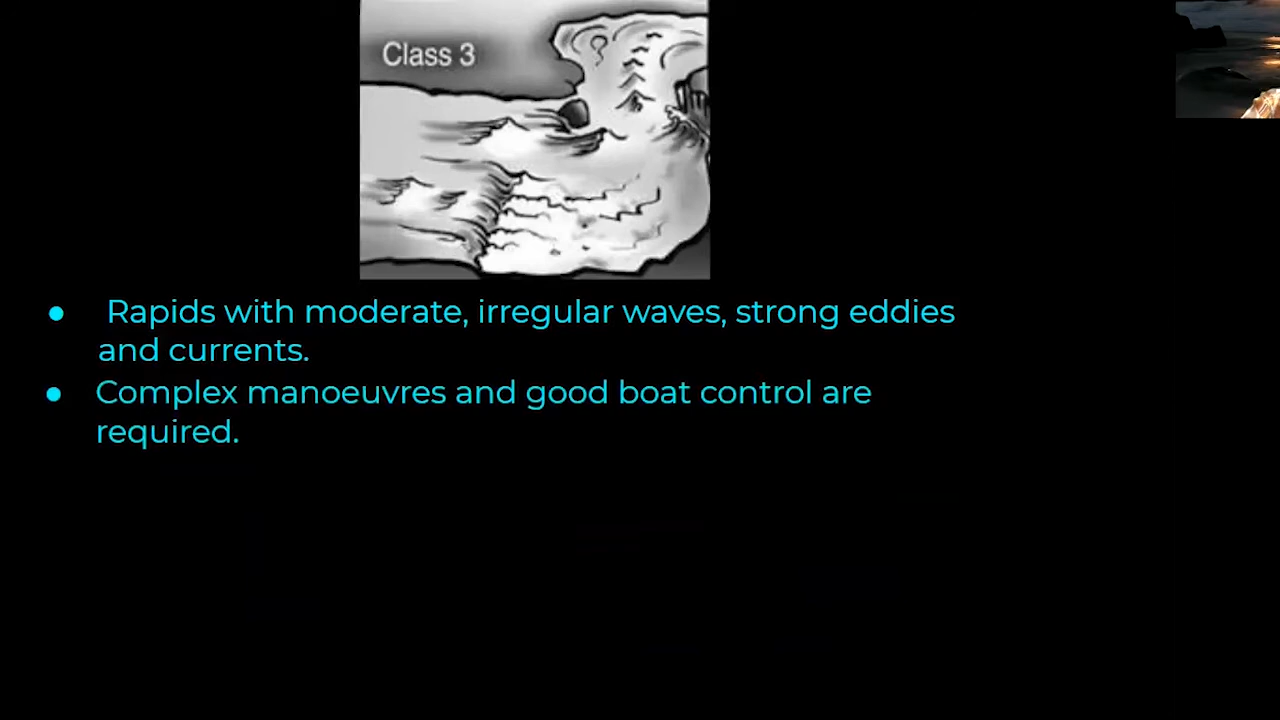 Class 3
● Rapids with moderate, irregular waves, strong eddies
and currents.
● Complex manoeuvres and good boat control are
required.